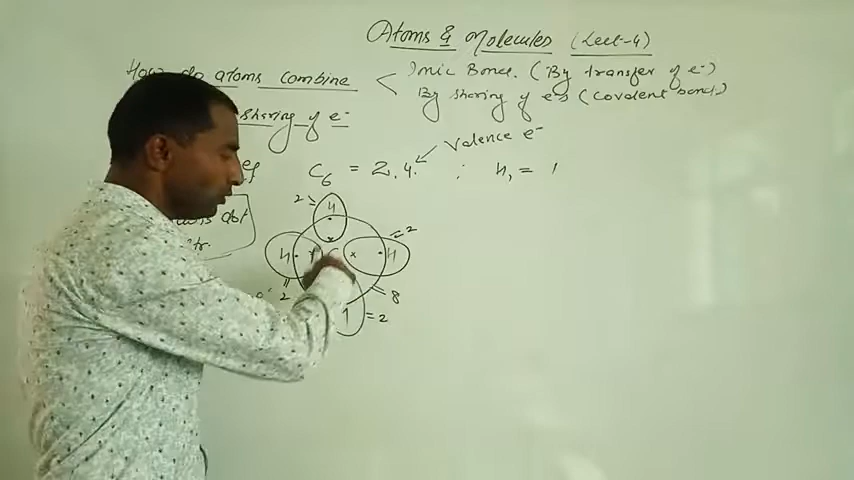 Atoms & Molecules (Lect-4)
How do atoms combine
Ionic Bond. (By transfer of e⁻)
By sharing of e⁻s (Covalent bond)
sharing of e⁻
Valence e⁻
C₆ = 2.4. ; H₁ = 1
2 H
H C H = 2
2 8
= 2